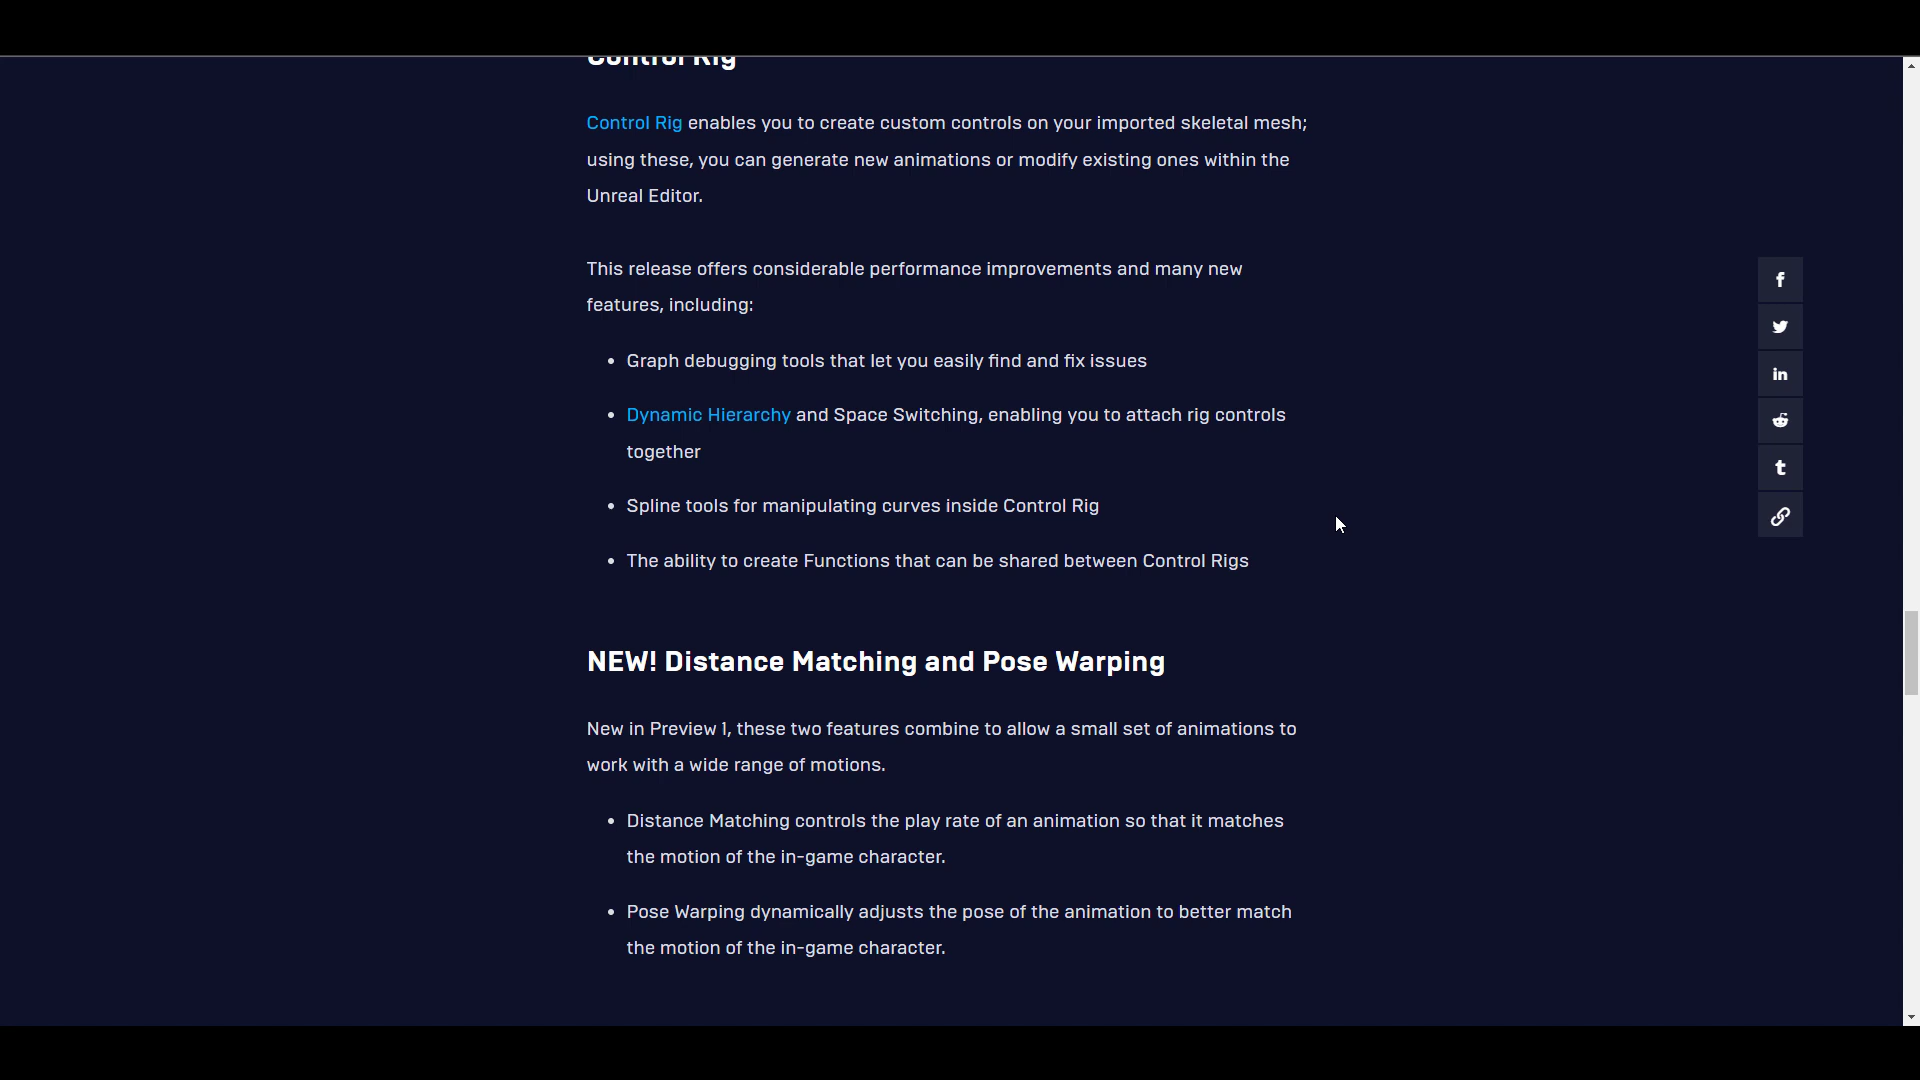 Control Rig
Control Rig enables you to create custom controls on your imported skeletal mesh;
using these, you can generate new animations or modify existing ones within the
Unreal Editor.
This release offers considerable performance improvements and many new
features, including:
• Graph debugging tools that let you easily find and fix issues
• Dynamic Hierarchy and Space Switching, enabling you to attach rig controls
together
• Spline tools for manipulating curves inside Control Rig
• The ability to create Functions that can be shared between Control Rigs
NEW! Distance Matching and Pose Warping
New in Preview 1, these two features combine to allow a small set of animations to
work with a wide range of motions.
• Distance Matching controls the play rate of an animation so that it matches
the motion of the in-game character.
• Pose Warping dynamically adjusts the pose of the animation to better match
the motion of the in-game character.